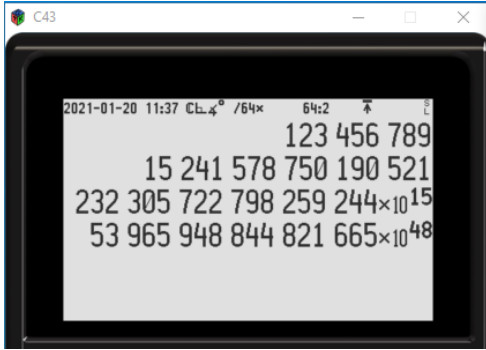 C43
2021-01-20 11:37 ℂ∟∡° /64× 64:2 SL
123 456 789
15 241 578 750 190 521
232 305 722 798 259 244×10¹⁵
53 965 948 844 821 665×10⁴⁸